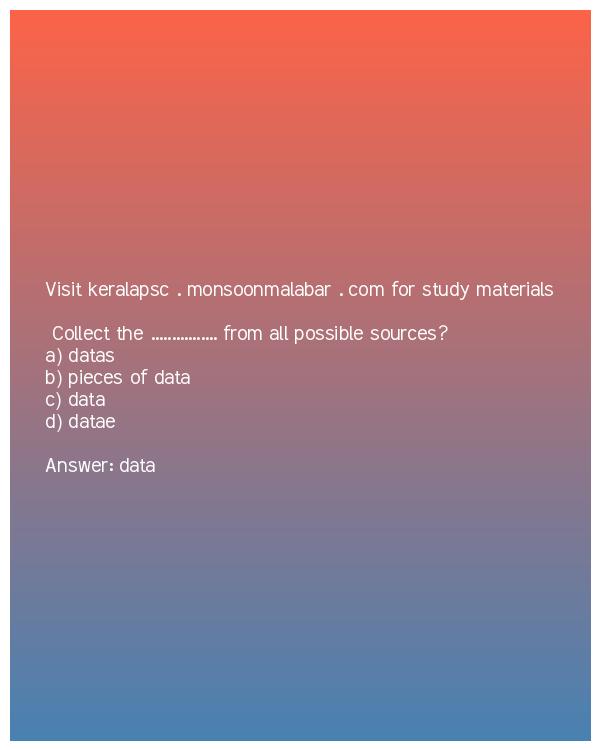 Visit keralapsc . monsoonmalabar . com for study materials
Collect the ................ from all possible sources?
a) datas
b) pieces of data
c) data
d) datae
Answer: data